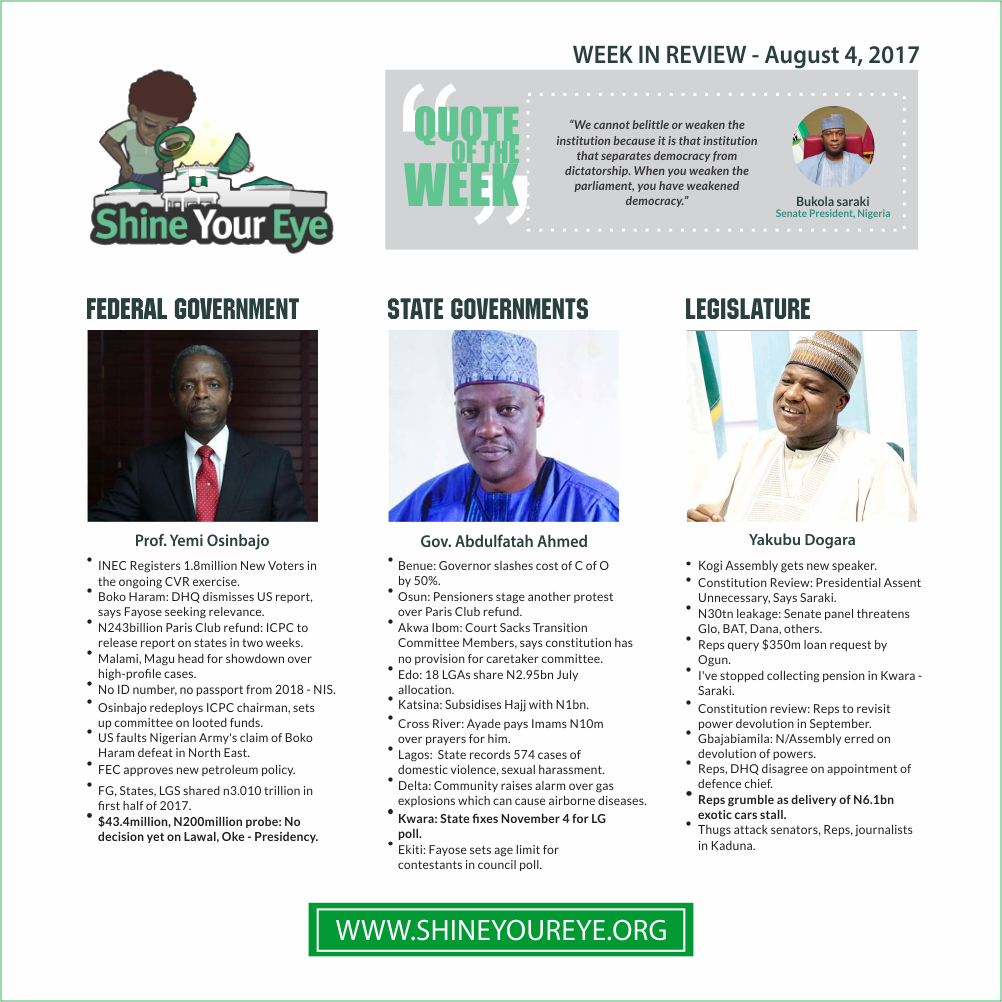 WEEK IN REVIEW - August 4, 2017
Shine Your Eye
QUOTE
OF THE
WEEK
“We cannot belittle or weaken the
institution because it is that institution
that separates democracy from
dictatorship. When you weaken the
parliament, you have weakened
democracy.”
Bukola saraki
Senate President, Nigeria
FEDERAL GOVERNMENT
Prof. Yemi Osinbajo
• INEC Registers 1.8million New Voters in
the ongoing CVR exercise.
• Boko Haram: DHQ dismisses US report,
says Fayose seeking relevance.
• N243billion Paris Club refund: ICPC to
release report on states in two weeks.
• Malami, Magu head for showdown over
high-profile cases.
• No ID number, no passport from 2018 - NIS.
• Osinbajo redeploys ICPC chairman, sets
up committee on looted funds.
• US faults Nigerian Army's claim of Boko
Haram defeat in North East.
• FEC approves new petroleum policy.
• FG, States, LGS shared n3.010 trillion in
first half of 2017.
• $43.4million, N200million probe: No
decision yet on Lawal, Oke - Presidency.
STATE GOVERNMENTS
Gov. Abdulfatah Ahmed
• Benue: Governor slashes cost of C of O
by 50%.
• Osun: Pensioners stage another protest
over Paris Club refund.
• Akwa Ibom: Court Sacks Transition
Committee Members, says constitution has
no provision for caretaker committee.
• Edo: 18 LGAs share N2.95bn July
allocation.
• Katsina: Subsidises Hajj with N1bn.
• Cross River: Ayade pays Imams N10m
over prayers for him.
• Lagos: State records 574 cases of
domestic violence, sexual harassment.
• Delta: Community raises alarm over gas
explosions which can cause airborne diseases.
• Kwara: State fixes November 4 for LG
poll.
• Ekiti: Fayose sets age limit for
contestants in council poll.
LEGISLATURE
Yakubu Dogara
• Kogi Assembly gets new speaker.
• Constitution Review: Presidential Assent
Unnecessary, Says Saraki.
• N30tn leakage: Senate panel threatens
Glo, BAT, Dana, others.
• Reps query $350m loan request by
Ogun.
• I've stopped collecting pension in Kwara -
Saraki.
• Constitution review: Reps to revisit
power devolution in September.
• Gbajabiamila: N/Assembly erred on
devolution of powers.
• Reps, DHQ disagree on appointment of
defence chief.
• Reps grumble as delivery of N6.1bn
exotic cars stall.
• Thugs attack senators, Reps, journalists
in Kaduna.
WWW.SHINEYOUREYE.ORG